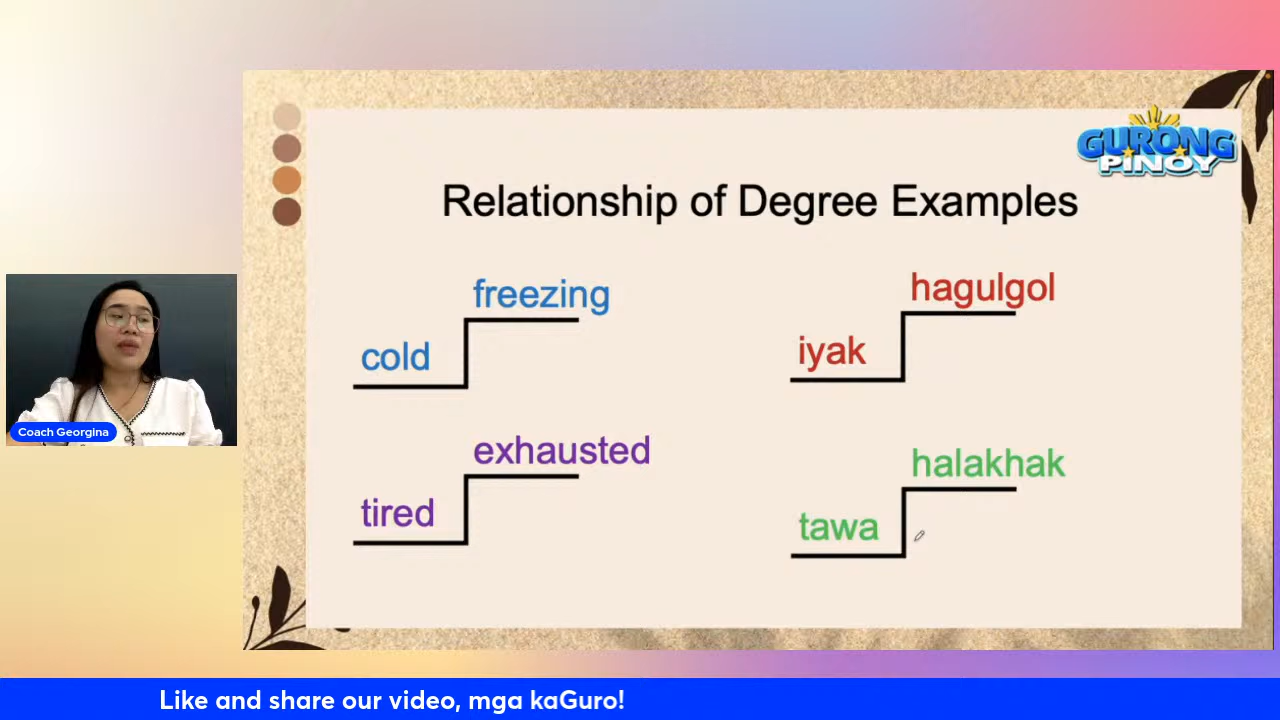 GURONG
PINOY
Relationship of Degree Examples
freezing
cold
hagulgol
iyak
exhausted
tired
halakhak
tawa
Coach Georgina
Like and share our video, mga kaGuro!